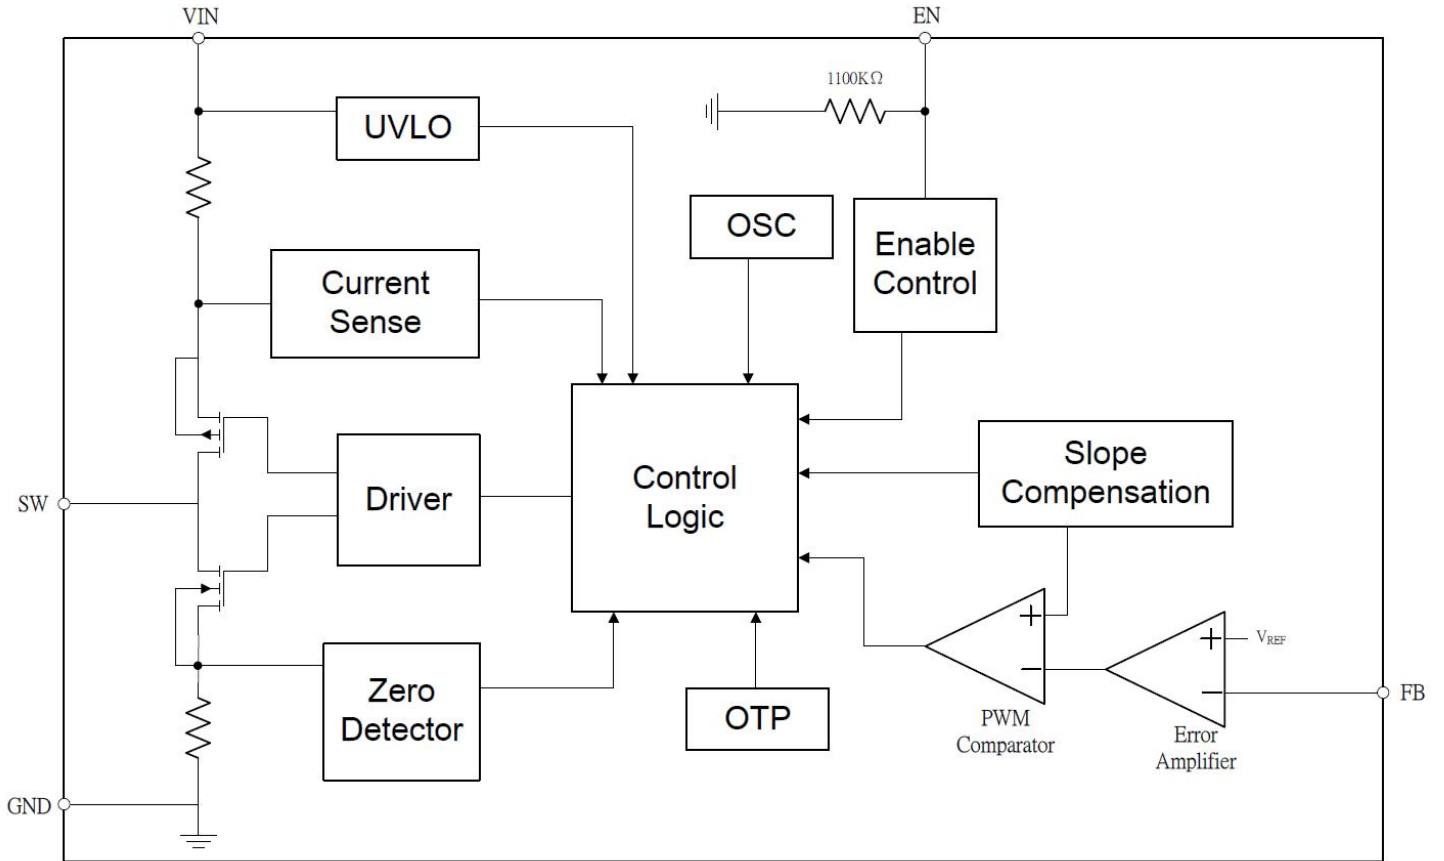 VIN
EN
1100KΩ
UVLO
OSC
Enable
Control
Current
Sense
Slope
Compensation
Driver
Control
Logic
SW
+
VREF
+
−
−
FB
Zero
Detector
OTP
PWM
Comparator
Error
Amplifier
GND